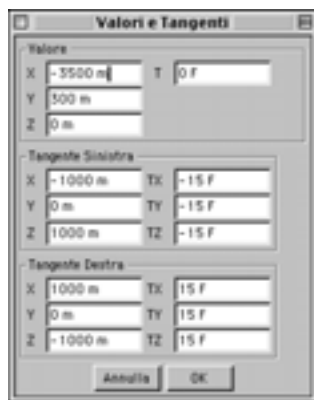 Valori e Tangenti
Valore
X -3500 m T 0 F
Y 300 m
Z 0 m
Tangente Sinistra
X -1000 m TX -15 F
Y 0 m TY -15 F
Z 1000 m TZ -15 F
Tangente Destra
X 1000 m TX 15 F
Y 0 m TY 15 F
Z -1000 m TZ 15 F
Annulla OK